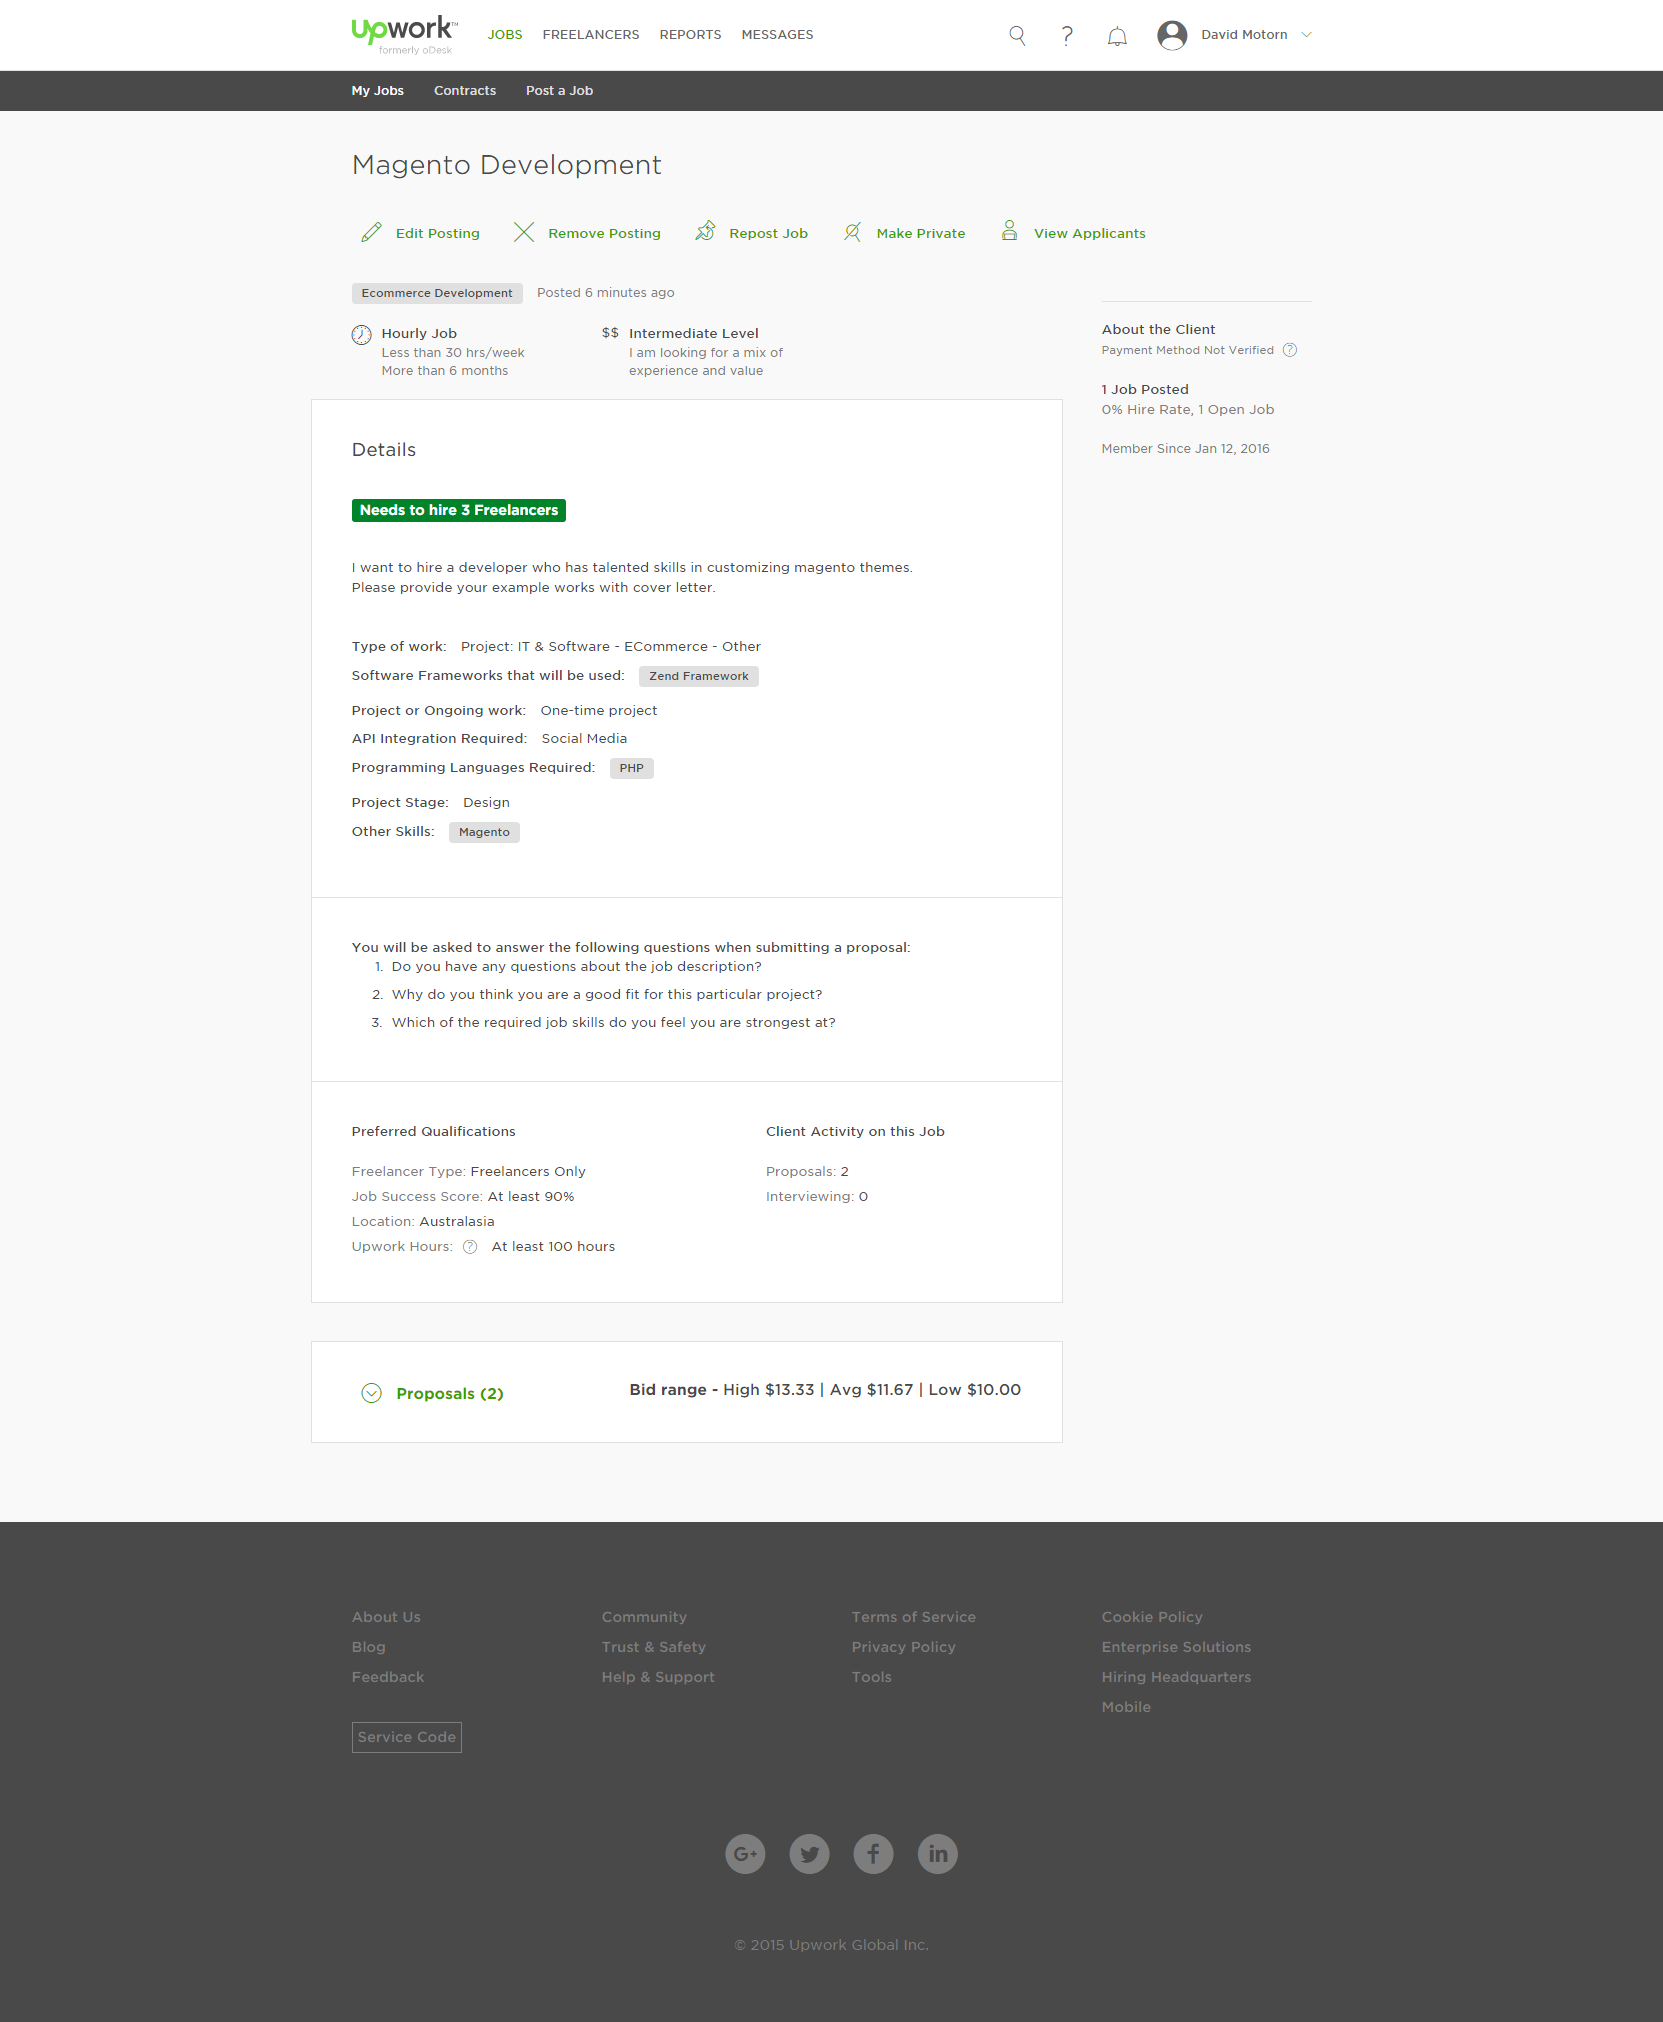 Upwork™
formerly oDesk
JOBS FREELANCERS REPORTS MESSAGES
? David Motorn
My Jobs Contracts Post a Job
Magento Development
Edit Posting Remove Posting Repost Job Make Private View Applicants
Ecommerce Development Posted 6 minutes ago
Hourly Job
Less than 30 hrs/week
More than 6 months
$$ Intermediate Level
I am looking for a mix of
experience and value
About the Client
Payment Method Not Verified ?
1 Job Posted
0% Hire Rate, 1 Open Job
Member Since Jan 12, 2016
Details
Needs to hire 3 Freelancers
I want to hire a developer who has talented skills in customizing magento themes.
Please provide your example works with cover letter.
Type of work: Project: IT & Software - ECommerce - Other
Software Frameworks that will be used: Zend Framework
Project or Ongoing work: One-time project
API Integration Required: Social Media
Programming Languages Required: PHP
Project Stage: Design
Other Skills: Magento
You will be asked to answer the following questions when submitting a proposal:
1. Do you have any questions about the job description?
2. Why do you think you are a good fit for this particular project?
3. Which of the required job skills do you feel you are strongest at?
Preferred Qualifications
Freelancer Type: Freelancers Only
Job Success Score: At least 90%
Location: Australasia
Upwork Hours: ? At least 100 hours
Client Activity on this Job
Proposals: 2
Interviewing: 0
Proposals (2) Bid range - High $13.33 | Avg $11.67 | Low $10.00
About Us
Blog
Feedback
Community
Trust & Safety
Help & Support
Terms of Service
Privacy Policy
Tools
Cookie Policy
Enterprise Solutions
Hiring Headquarters
Mobile
Service Code
G+ f in
© 2015 Upwork Global Inc.